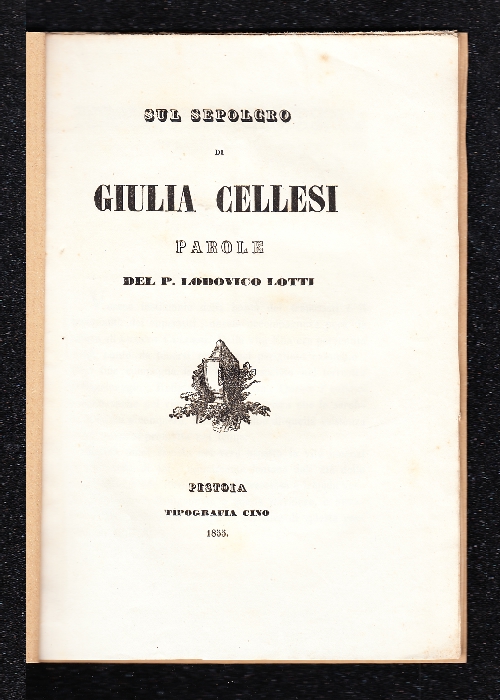 SUL SEPOLCRO
DI
GIULIA CELLESI
PAROLE
DEL P. LODOVICO LOTTI
PISTOIA
TIPOGRAFIA CINO
1855.